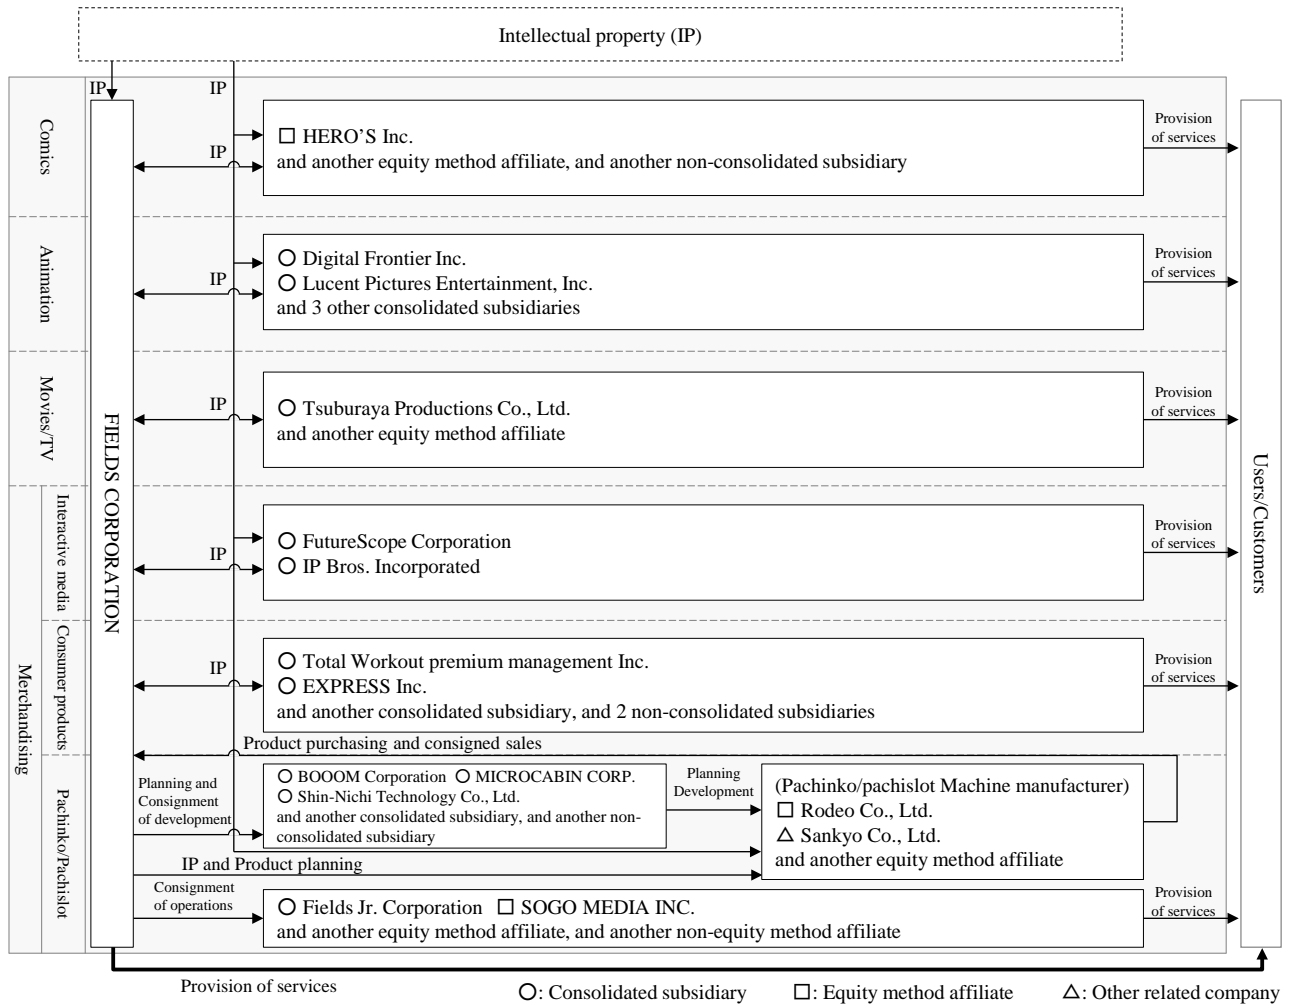 Intellectual property (IP)
IP
IP
Comics
□ HERO'S Inc.
and another equity method affiliate, and another non-consolidated subsidiary
IP
Provision
of services
Animation
○ Digital Frontier Inc.
○ Lucent Pictures Entertainment, Inc.
and 3 other consolidated subsidiaries
IP
Provision
of services
Movies/TV
○ Tsuburaya Productions Co., Ltd.
and another equity method affiliate
IP
Provision
of services
FIELDS CORPORATION
Users/Customers
Merchandising
Interactive media
○ FutureScope Corporation
○ IP Bros. Incorporated
IP
Provision
of services
Consumer products
○ Total Workout premium management Inc.
○ EXPRESS Inc.
and another consolidated subsidiary, and 2 non-consolidated subsidiaries
IP
Provision
of services
Product purchasing and consigned sales
Pachinko/Pachislot
Planning and
Consignment
of development
○ BOOOM Corporation ○ MICROCABIN CORP.
○ Shin-Nichi Technology Co., Ltd.
and another consolidated subsidiary, and another non-
consolidated subsidiary
Planning
Development
(Pachinko/pachislot Machine manufacturer)
□ Rodeo Co., Ltd.
△ Sankyo Co., Ltd.
and another equity method affiliate
IP and Product planning
Consignment
of operations
○ Fields Jr. Corporation □ SOGO MEDIA INC.
and another equity method affiliate, and another non-equity method affiliate
Provision
of services
Provision of services
○: Consolidated subsidiary □: Equity method affiliate △: Other related company